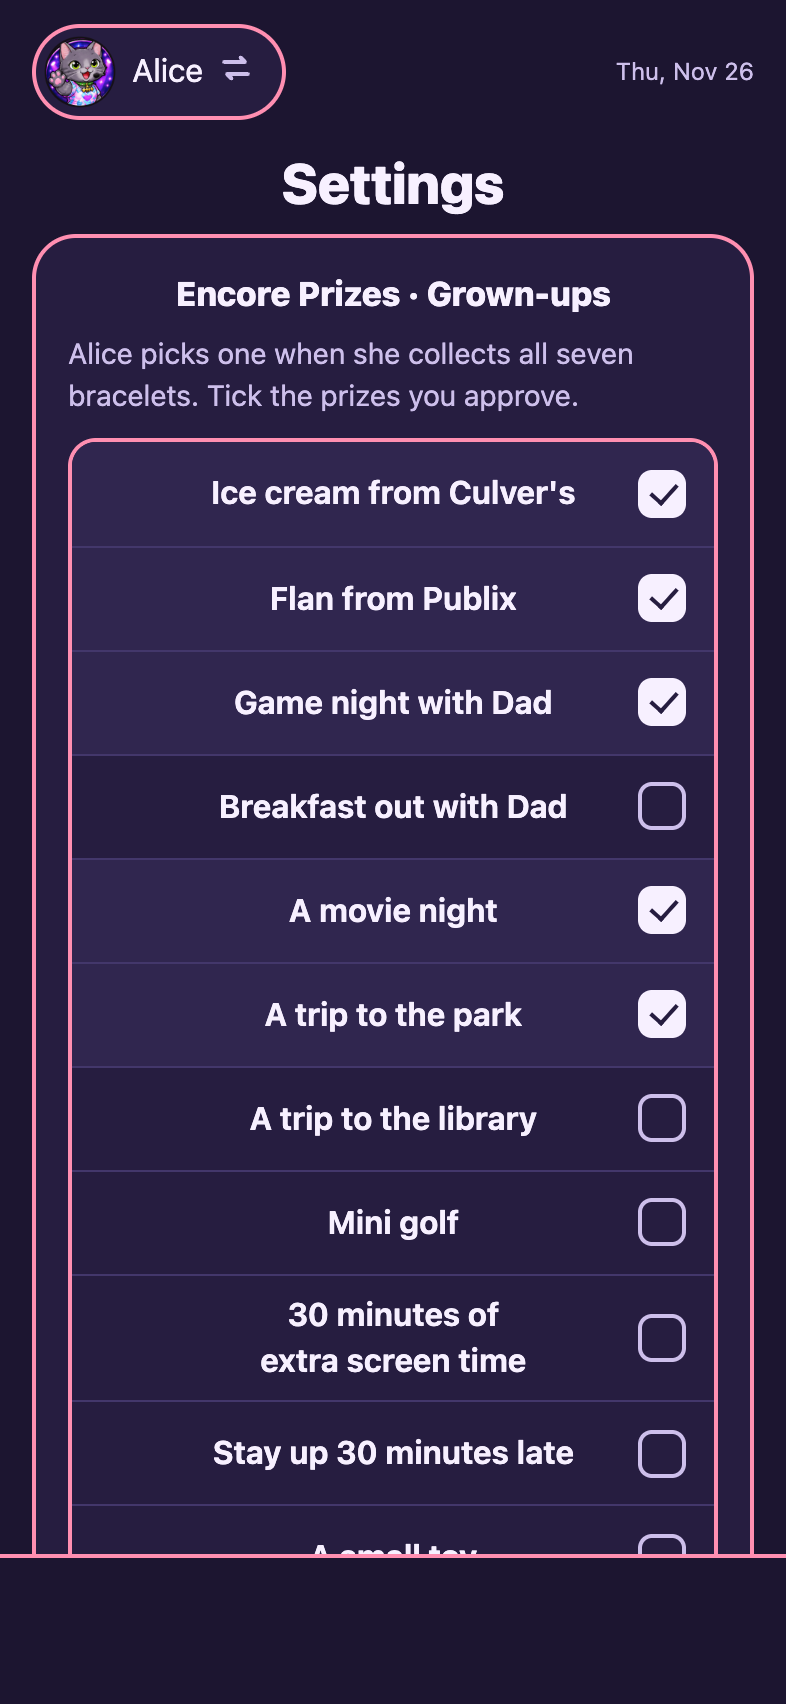 Alice
Thu, Nov 26
Settings
Encore Prizes · Grown-ups
Alice picks one when she collects all seven
bracelets. Tick the prizes you approve.
Ice cream from Culver's
Flan from Publix
Game night with Dad
Breakfast out with Dad
A movie night
A trip to the park
A trip to the library
Mini golf
30 minutes of
extra screen time
Stay up 30 minutes late
A small toy